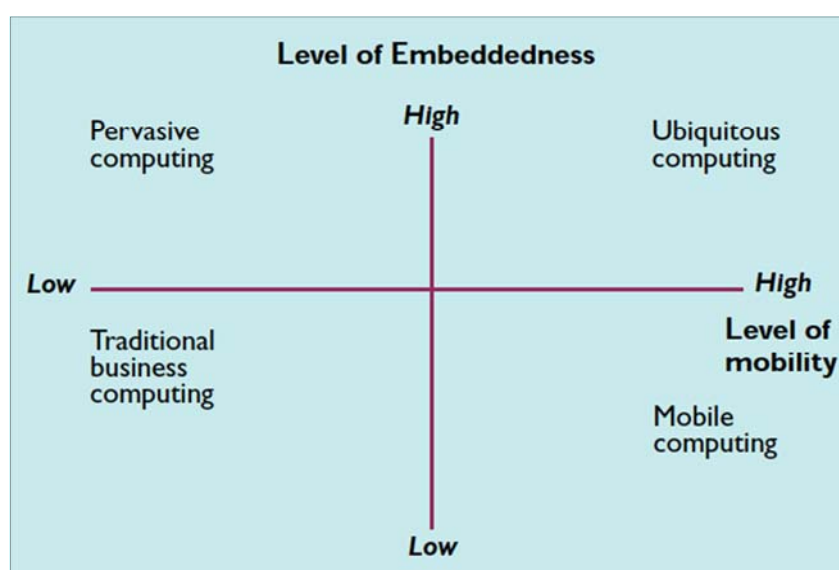 Level of Embeddedness
High
Pervasive
computing
Ubiquitous
computing
Low
High
Level of
mobility
Traditional
business
computing
Mobile
computing
Low